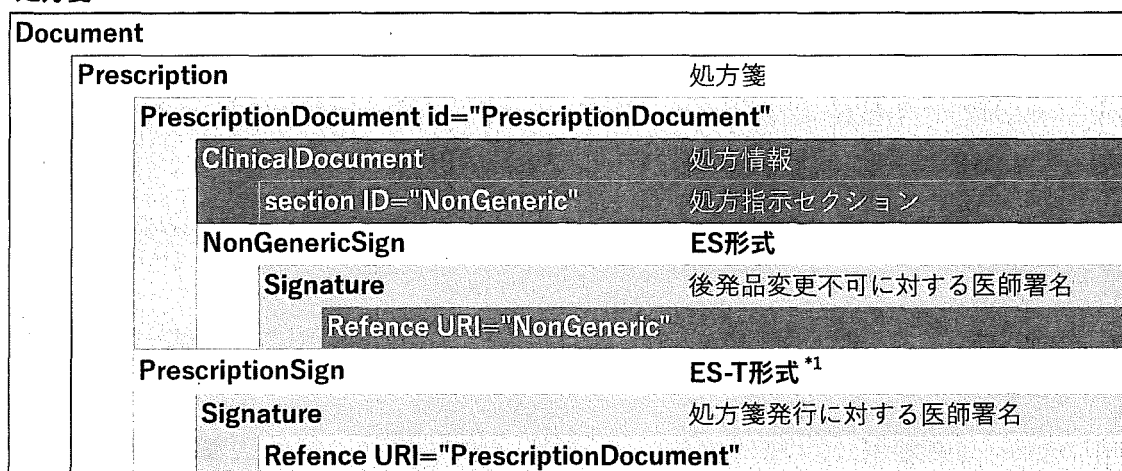 Document
Prescription 処方箋
PrescriptionDocument id="PrescriptionDocument"
ClinicalDocument 処方情報
section ID="NonGeneric" 処方指示セクション
NonGenericSign ES形式
Signature 後発品変更不可に対する医師署名
Refence URI="NonGeneric"
PrescriptionSign ES-T形式*1
Signature 処方箋発行に対する医師署名
Refence URI="PrescriptionDocument"